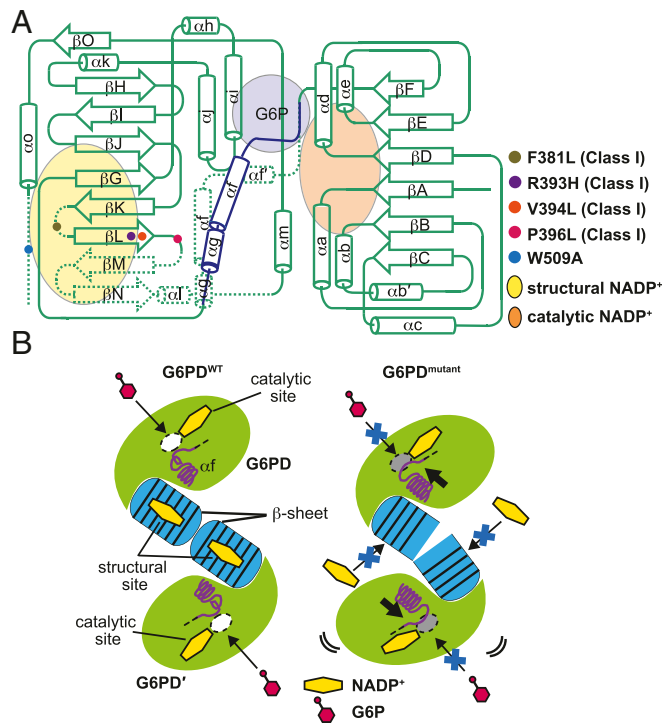 A
βO
αh
αk
βH
βI
βJ
βG
βK
βL
βM
βN
αl
αo
αj
αi
G6P
αf
αf′
αf
αg
αg
αm
αd
αe
βF
βE
βD
βA
βB
βC
αa
αb
αb′
αc
F381L (Class I)
R393H (Class I)
V394L (Class I)
P396L (Class I)
W509A
structural NADP⁺
catalytic NADP⁺
B
G6PDᵂᵀ
catalytic
site
G6PD
αf
β-sheet
structural
site
catalytic
site
G6PD′
G6PDᵐᵘᵗᵃⁿᵗ
NADP⁺
G6P